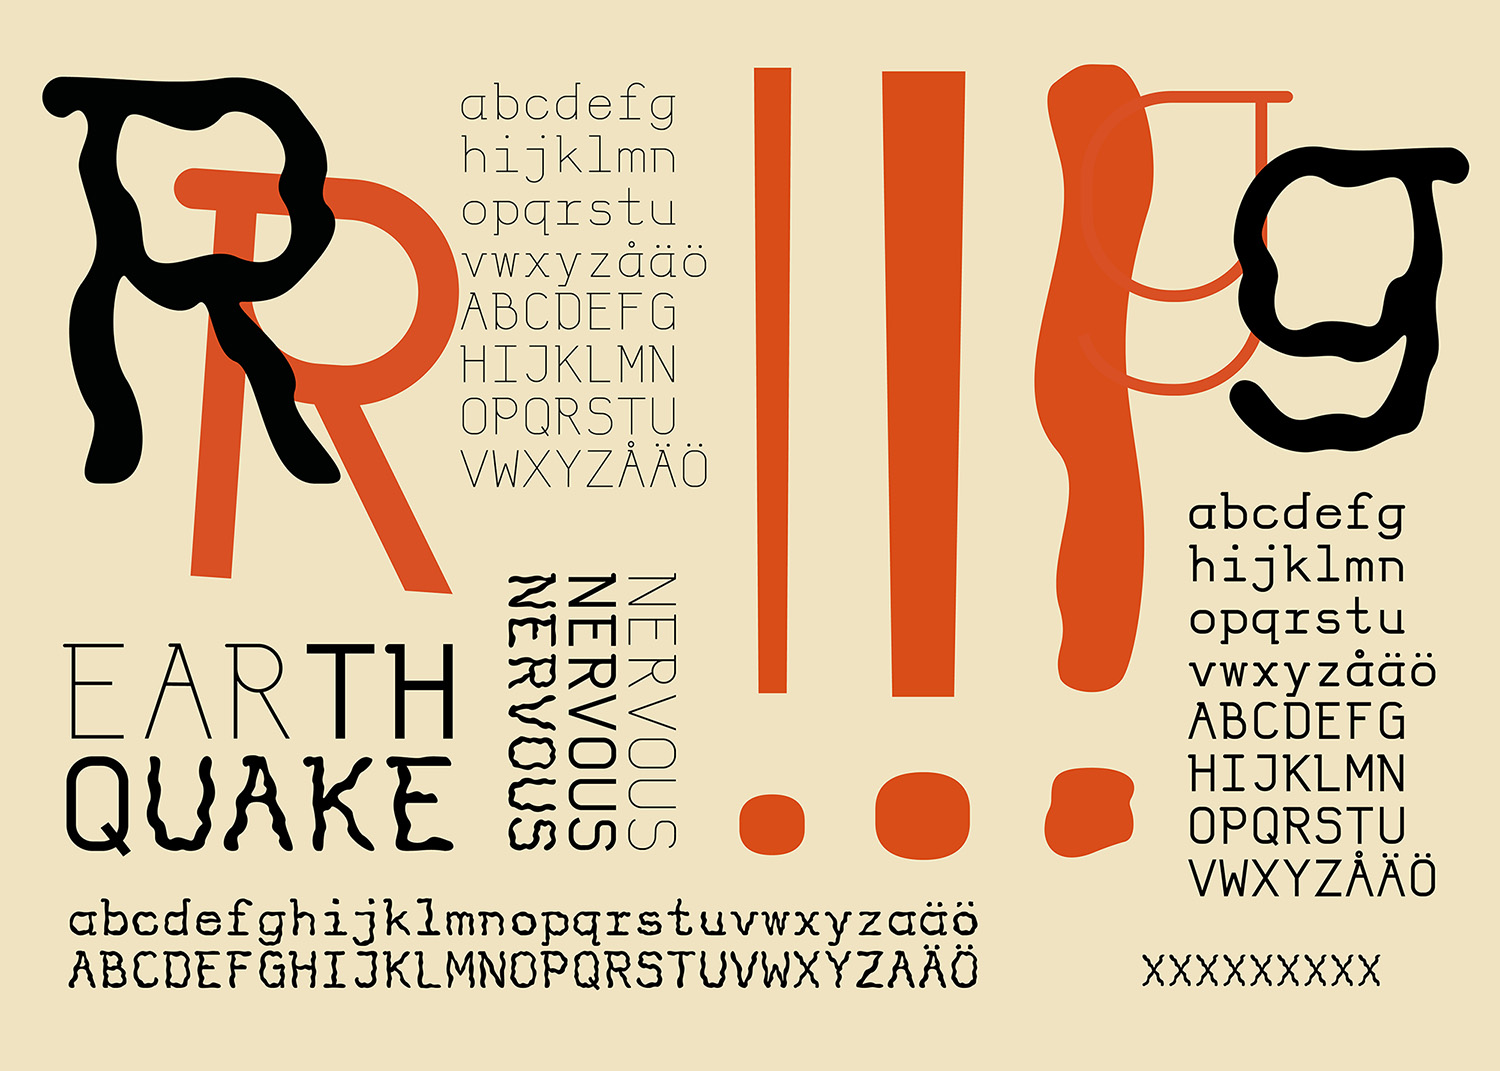 R
R
abcdefg
hijklmn
opqrstu
vwxyzåäö
ABCDEFG
HIJKLMN
OPQRSTU
VWXYZÅÄÖ
!!!
g
g
EARTH
QUAKE
NERVOUS
NERVOUS
NERVOUS
abcdefg
hijklmn
opqrstu
vwxyzåäö
ABCDEFG
HIJKLMN
OPQRSTU
VWXYZÅÄÖ
abcdefghijklmnopqrstuvwxyzaäö
ABCDEFGHIJKLMNOPQRSTUVWXYZAÄÖ
XXXXXXXXX